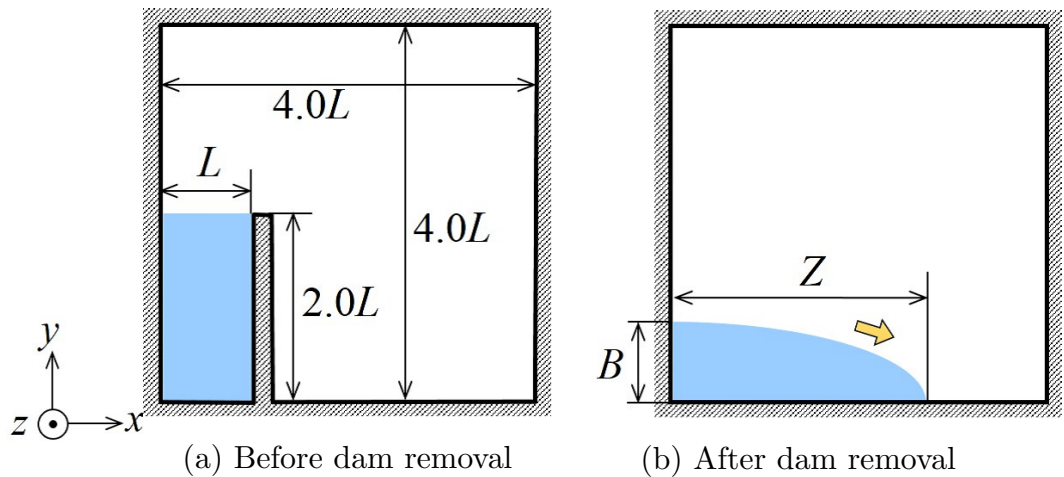 4.0L
L
4.0L
2.0L
y
z
x
(a) Before dam removal
Z
B
(b) After dam removal